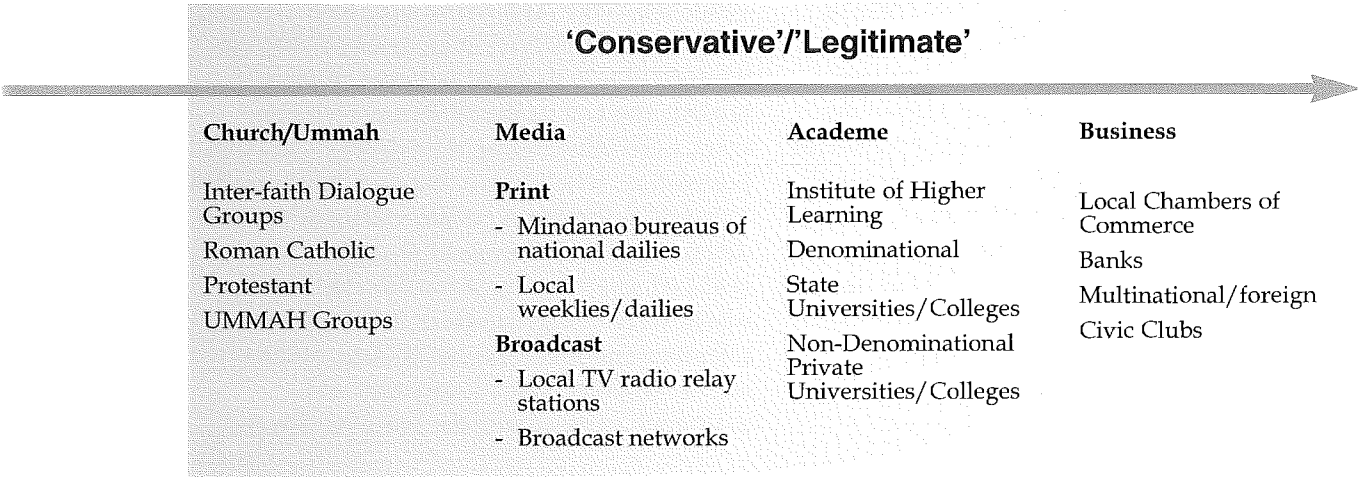 ‘Conservative’/’Legitimate’
Church/Ummah
Inter-faith Dialogue
Groups
Roman Catholic
Protestant
UMMAH Groups
Media
Print
- Mindanao bureaus of
national dailies
- Local
weeklies/dailies
Broadcast
- Local TV radio relay
stations
- Broadcast networks
Academe
Institute of Higher
Learning
Denominational
State
Universities/Colleges
Non-Denominational
Private
Universities/Colleges
Business
Local Chambers of
Commerce
Banks
Multinational/foreign
Civic Clubs